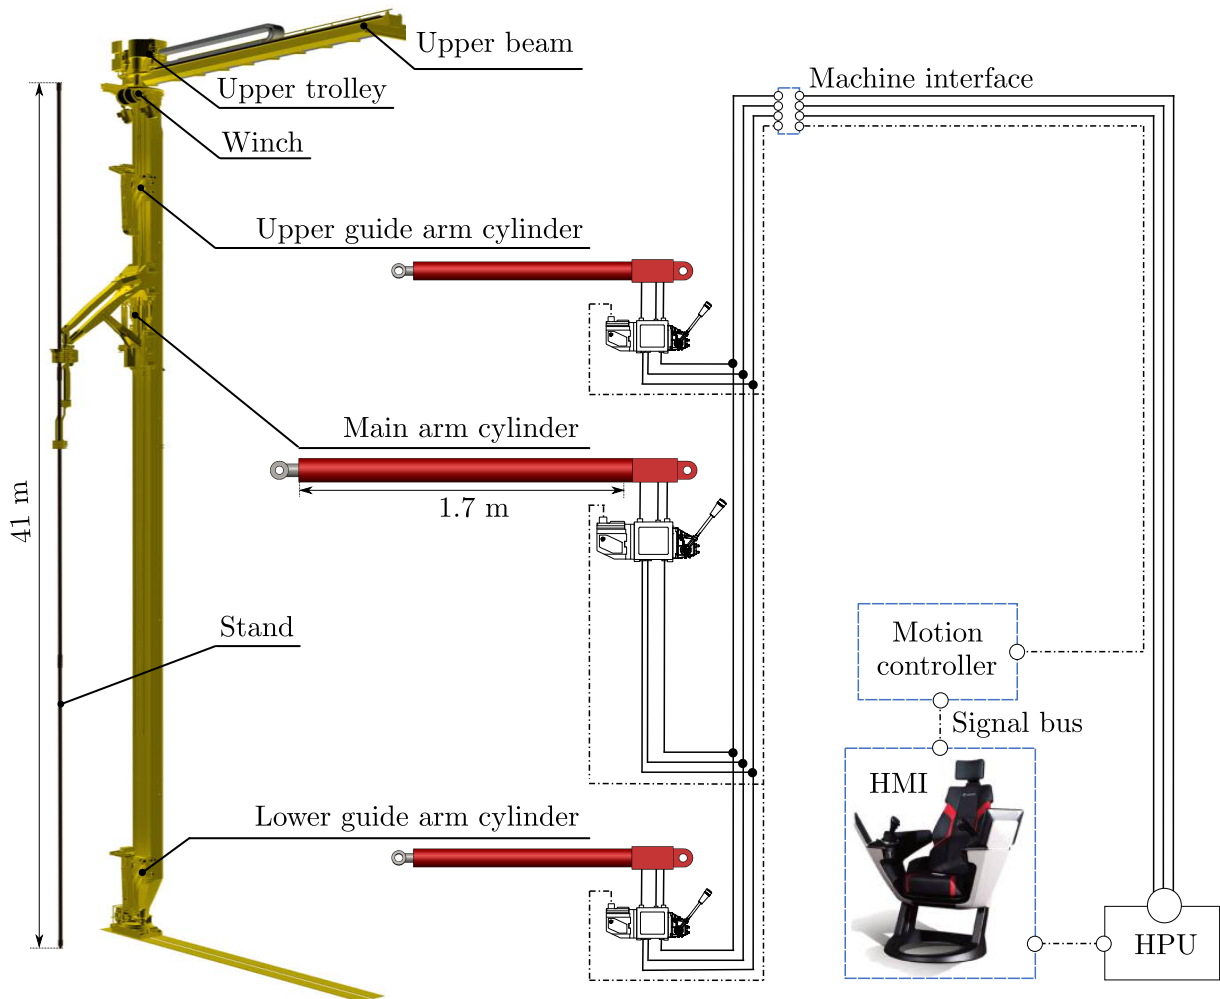 Upper beam
Machine interface
Upper trolley
Winch
Upper guide arm cylinder
Main arm cylinder
1.7 m
41 m
Stand
Motion
controller
Signal bus
HMI
Lower guide arm cylinder
HPU